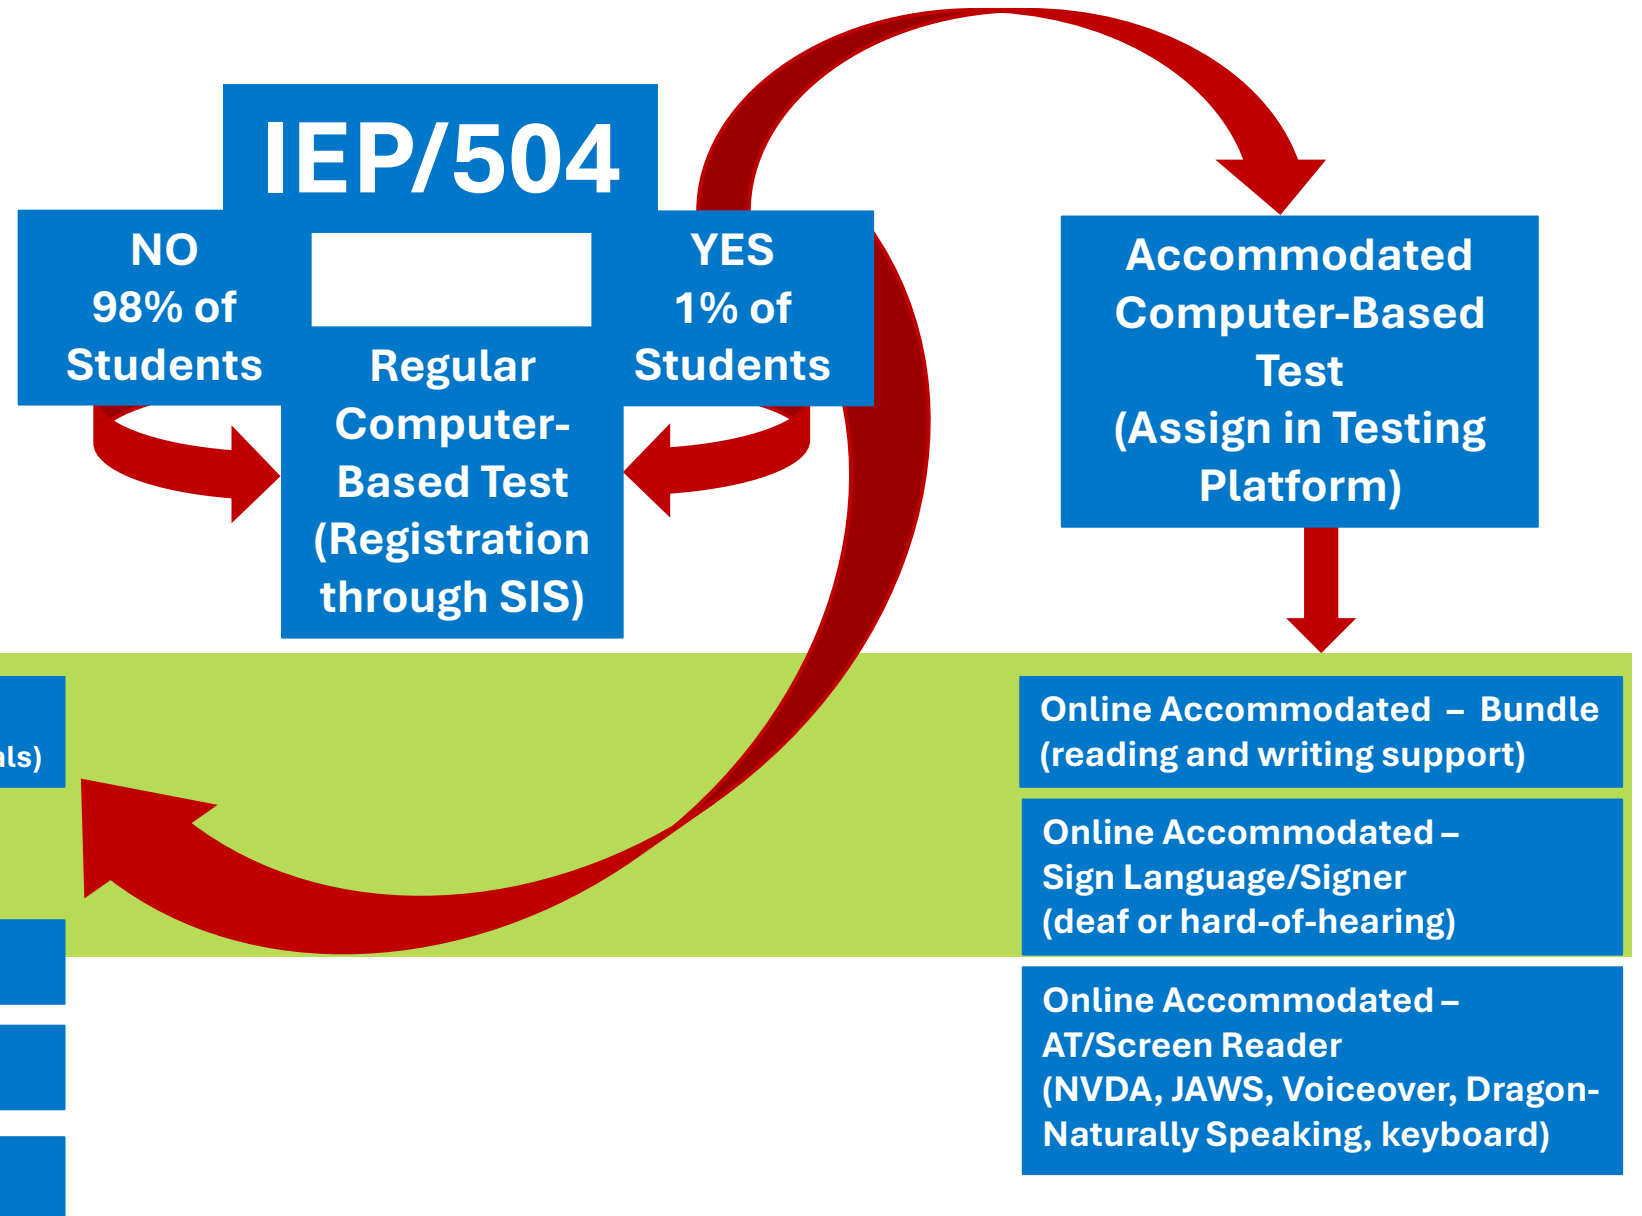 IEP/504
NO
98% of
Students
YES
1% of
Students
Regular
Computer-
Based Test
(Registration
through SIS)
Accommodated
Computer-Based
Test
(Assign in Testing
Platform)
Online Accommodated – Bundle
(reading and writing support)
Online Accommodated –
Sign Language/Signer
(deaf or hard-of-hearing)
Online Accommodated –
AT/Screen Reader
(NVDA, JAWS, Voiceover, Dragon-
Naturally Speaking, keyboard)